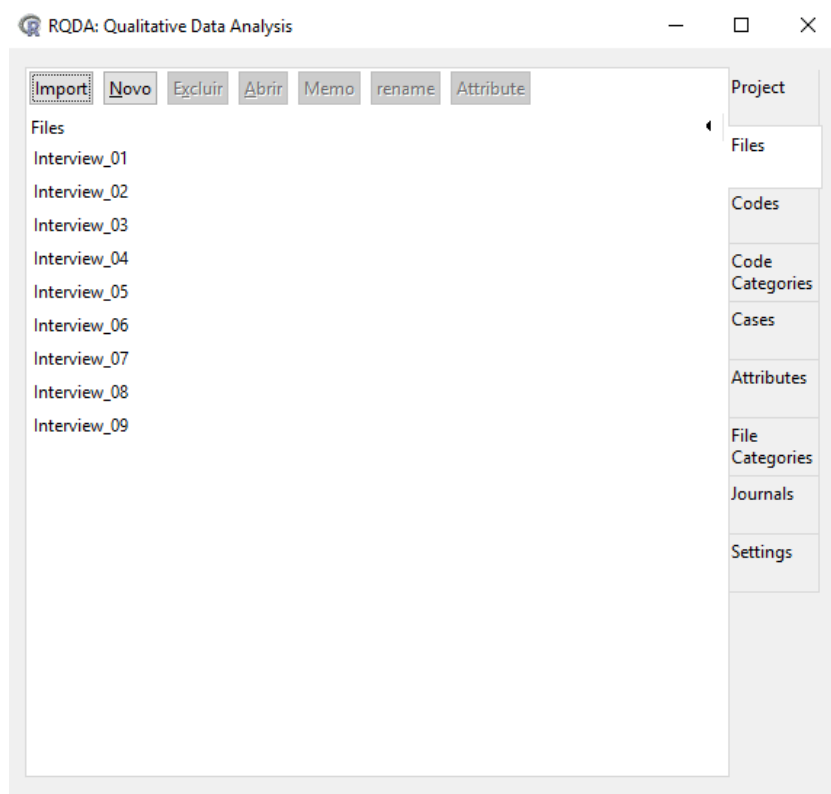 RQDA: Qualitative Data Analysis
Import Novo Excluir Abrir Memo rename Attribute
Files
Interview_01
Interview_02
Interview_03
Interview_04
Interview_05
Interview_06
Interview_07
Interview_08
Interview_09
Project
Files
Codes
Code
Categories
Cases
Attributes
File
Categories
Journals
Settings